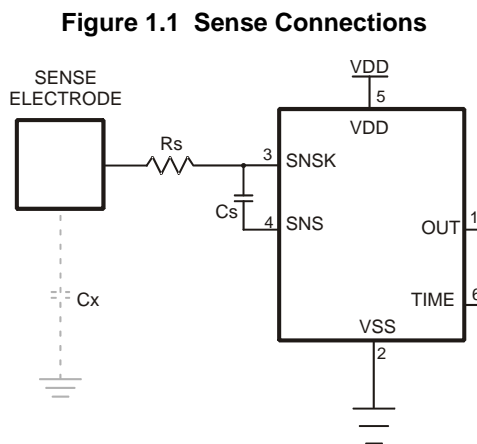 Figure 1.1 Sense Connections
SENSE
ELECTRODE
VDD
5
VDD
Rs
3
SNSK
Cs
4
SNS
OUT
1
TIME
6
Cx
VSS
2